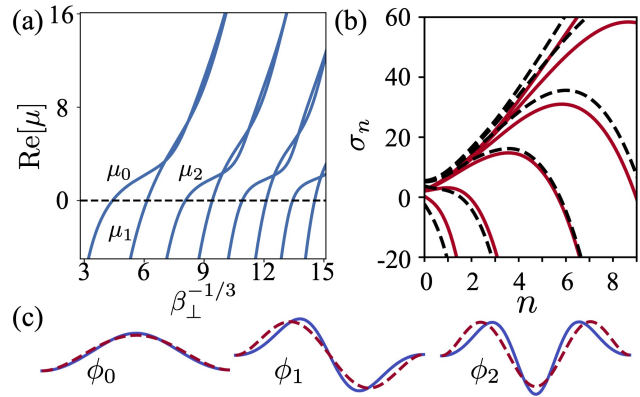 (a)
16
8
0
Re[μ]
μ₀
μ₂
μ₁
3 6 9 12 15
β⊥^{-1/3}
(b)
60
40
20
0
-20
σₙ
0 2 4 6 8
n
(c)
ϕ₀
ϕ₁
ϕ₂